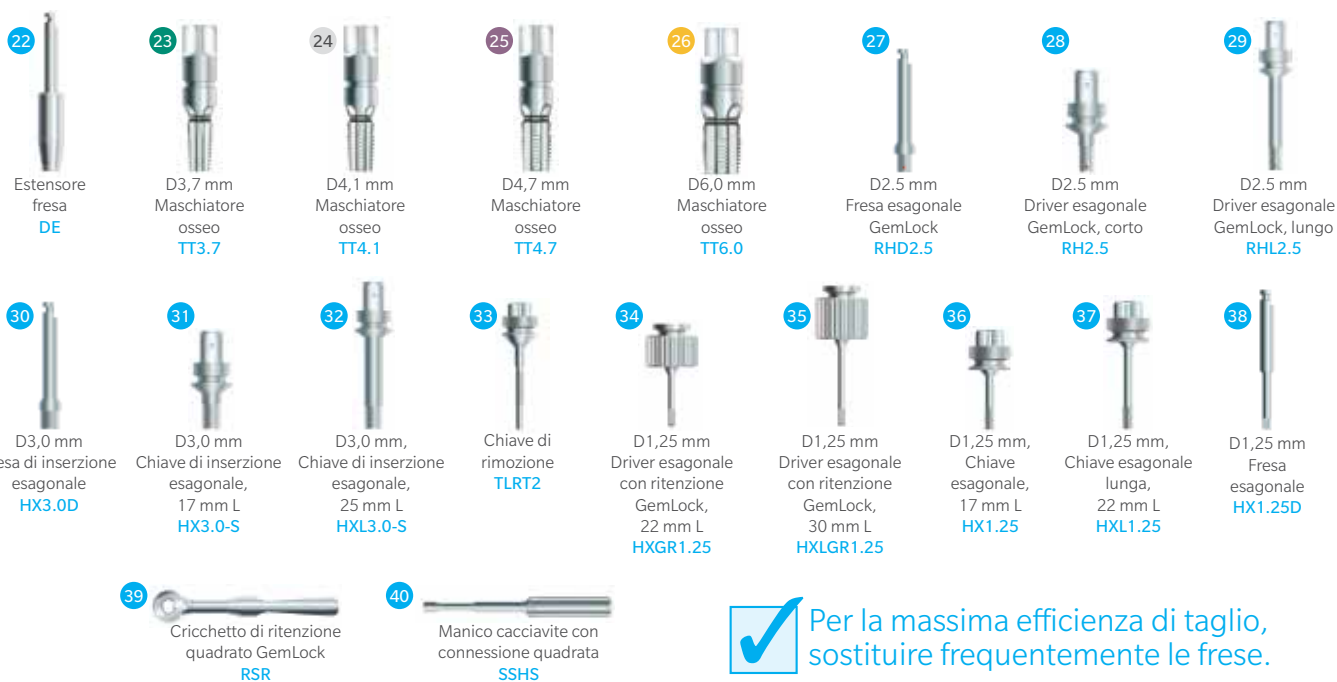 22
23
24
25
26
27
28
29
Estensore
fresa
DE
D3,7 mm
Maschiatore
osseo
TT3.7
D4,1 mm
Maschiatore
osseo
TT4.1
D4,7 mm
Maschiatore
osseo
TT4.7
D6,0 mm
Maschiatore
osseo
TT6.0
D2.5 mm
Fresa esagonale
GemLock
RHD2.5
D2.5 mm
Driver esagonale
GemLock, corto
RH2.5
D2.5 mm
Driver esagonale
GemLock, lungo
RHL2.5
30
31
32
33
34
35
36
37
38
D3,0 mm
esa di inserzione
esagonale
HX3.0D
D3,0 mm
Chiave di inserzione
esagonale,
17 mm L
HX3.0-S
D3,0 mm,
Chiave di inserzione
esagonale,
25 mm L
HXL3.0-S
Chiave di
rimozione
TLRT2
D1,25 mm
Driver esagonale
con ritenzione
GemLock,
22 mm L
HXGR1.25
D1,25 mm
Driver esagonale
con ritenzione
GemLock,
30 mm L
HXLGR1.25
D1,25 mm,
Chiave
esagonale,
17 mm L
HX1.25
D1,25 mm,
Chiave esagonale
lunga,
22 mm L
HXL1.25
D1,25 mm
Fresa
esagonale
HX1.25D
39
40
Cricchetto di ritenzione
quadrato GemLock
RSR
Manico cacciavite con
connessione quadrata
SSHS
Per la massima efficienza di taglio,
sostituire frequentemente le frese.